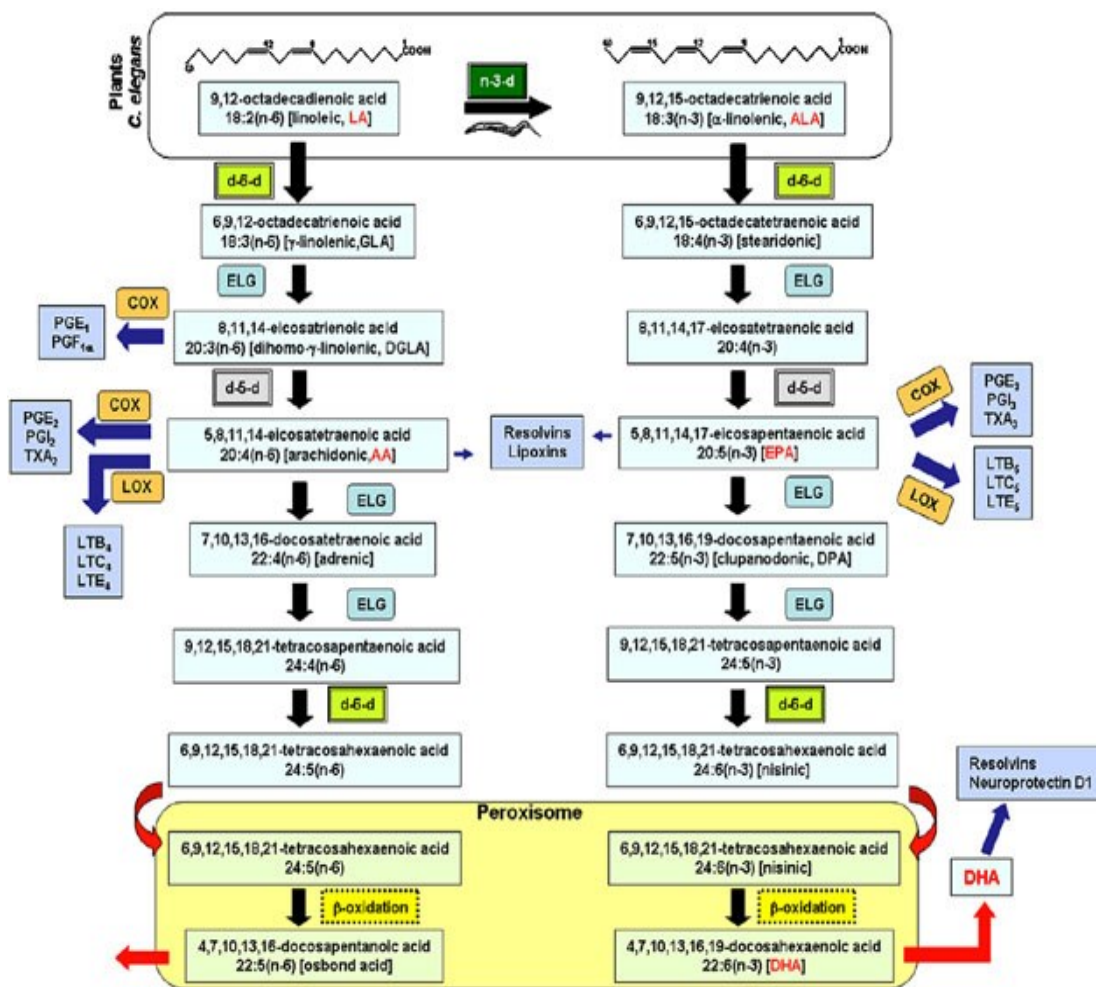 Plants
C. elegans
12
9
1
COOH
15
12
9
1
COOH
n-3-d
9,12-octadecadienoic acid
18:2(n-6) [linoleic, LA]
9,12,15-octadecatrienoic acid
18:3(n-3) [α-linolenic, ALA]
d-6-d
d-6-d
6,9,12-octadecatrienoic acid
18:3(n-6) [γ-linolenic,GLA]
6,9,12,15-octadecatetraenoic acid
18:4(n-3) [stearidonic]
ELG
ELG
COX
PGE1
PGF1α
8,11,14-eicosatrienoic acid
20:3(n-6) [dihomo-γ-linolenic, DGLA]
8,11,14,17-eicosatetraenoic acid
20:4(n-3)
d-5-d
d-5-d
COX
PGE3
PGI3
TXA3
COX
PGE2
PGI2
TXA2
5,8,11,14-eicosatetraenoic acid
20:4(n-6) [arachidonic,AA]
Resolvins
Lipoxins
5,8,11,14,17-eicosapentaenoic acid
20:5(n-3) [EPA]
LOX
ELG
ELG
LOX
LTB5
LTC5
LTE5
LTB4
LTC4
LTE4
7,10,13,16-docosatetraenoic acid
22:4(n-6) [adrenic]
7,10,13,16,19-docosapentaenoic acid
22:5(n-3) [clupanodonic, DPA]
ELG
ELG
9,12,15,18,21-tetracosapentaenoic acid
24:4(n-6)
9,12,15,18,21-tetracosapentaenoic acid
24:5(n-3)
d-6-d
d-6-d
6,9,12,15,18,21-tetracosahexaenoic acid
24:5(n-6)
6,9,12,15,18,21-tetracosahexaenoic acid
24:6(n-3) [nisinic]
Resolvins
Neuroprotectin D1
Peroxisome
6,9,12,15,18,21-tetracosahexaenoic acid
24:5(n-6)
6,9,12,15,18,21-tetracosahexaenoic acid
24:6(n-3) [nisinic]
DHA
β-oxidation
β-oxidation
4,7,10,13,16-docosapentanoic acid
22:5(n-6) [osbond acid]
4,7,10,13,16,19-docosahexaenoic acid
22:6(n-3) [DHA]